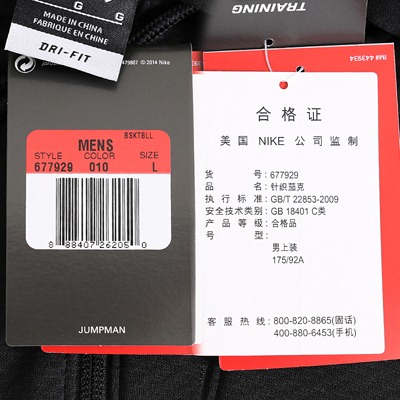 G G
MADE IN CHINA
FABRIQUÉ EN CHINE
DRI-FIT
TRAINING
IM# 443934
479857 © 2014 Nike
BSKTBLL
MENS
STYLE COLOR SIZE
677929 010 L
8 88407 26205 0
JUMPMAN
合格证
美国 NIKE 公司监制
货号:677929
品名:针织茄克
执行标准:GB/T 22853-2009
安全技术类别:GB 18401 C类
产品等级:合格品
号型:
男上装
175/92A
客服热线:800-820-8865(固话)
400-880-6453(手机)